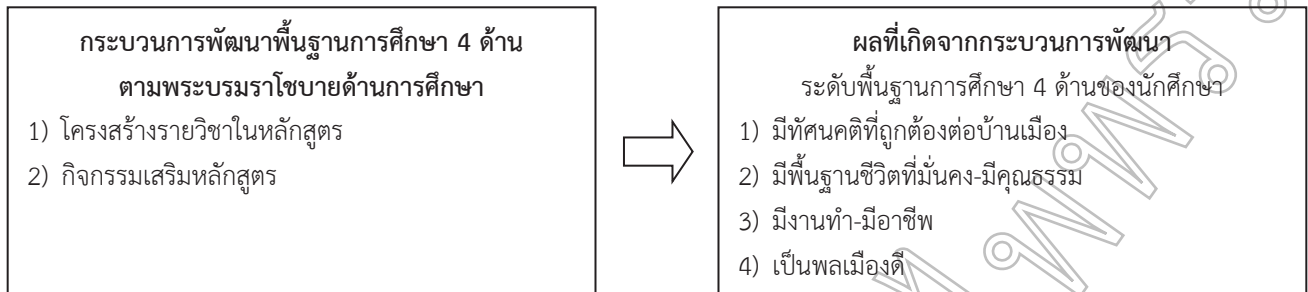 กระบวนการพัฒนาพื้นฐานการศึกษา 4 ด้าน
ตามพระบรมราโชบายด้านการศึกษา
1) โครงสร้างรายวิชาในหลักสูตร
2) กิจกรรมเสริมหลักสูตร
ผลที่เกิดจากกระบวนการพัฒนา
ระดับพื้นฐานการศึกษา 4 ด้านของนักศึกษา
1) มีทัศนคติที่ถูกต้องต่อบ้านเมือง
2) มีพื้นฐานชีวิตที่มั่นคง-มีคุณธรรม
3) มีงานทำ-มีอาชีพ
4) เป็นพลเมืองดี